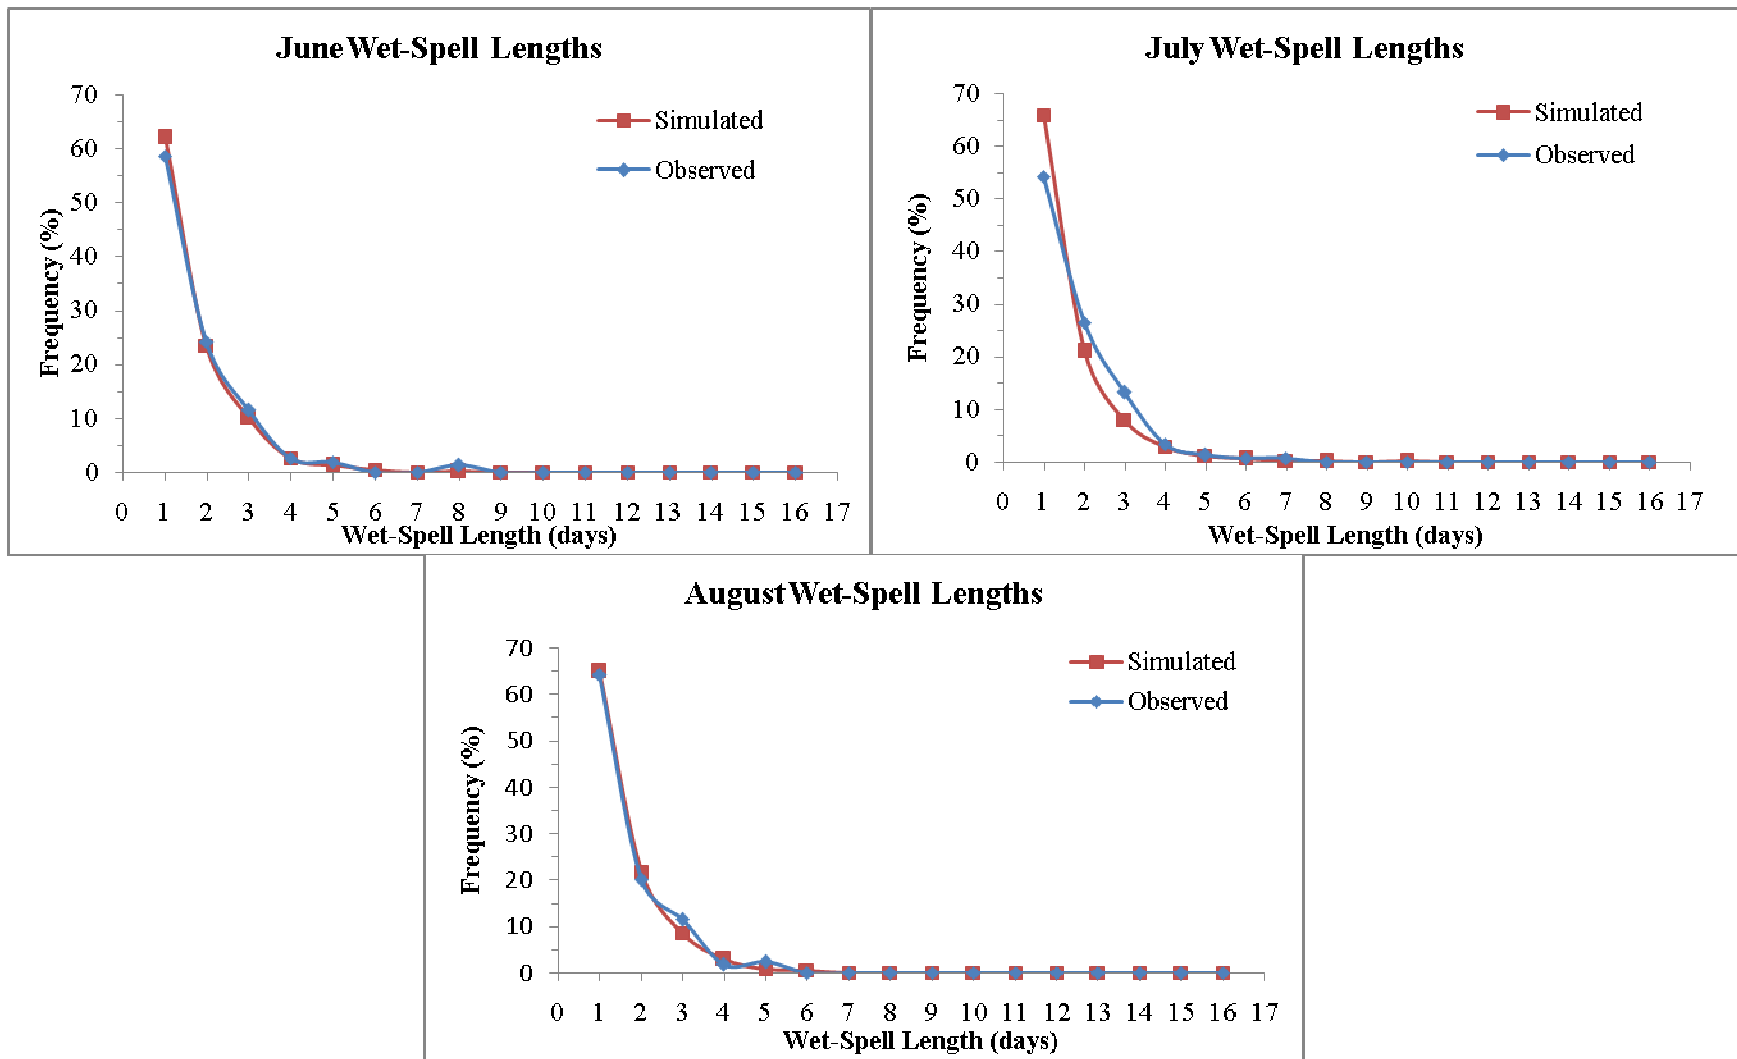 June Wet-Spell Lengths
70
60
50
40
30
20
10
0
Frequency (%)
Simulated
Observed
0 1 2 3 4 5 6 7 8 9 10 11 12 13 14 15 16 17
Wet-Spell Length (days)
July Wet-Spell Lengths
70
60
50
40
30
20
10
0
Frequency (%)
Simulated
Observed
0 1 2 3 4 5 6 7 8 9 10 11 12 13 14 15 16 17
Wet-Spell Length (days)
August Wet-Spell Lengths
70
60
50
40
30
20
10
0
Frequency (%)
Simulated
Observed
0 1 2 3 4 5 6 7 8 9 10 11 12 13 14 15 16 17
Wet-Spell Length (days)